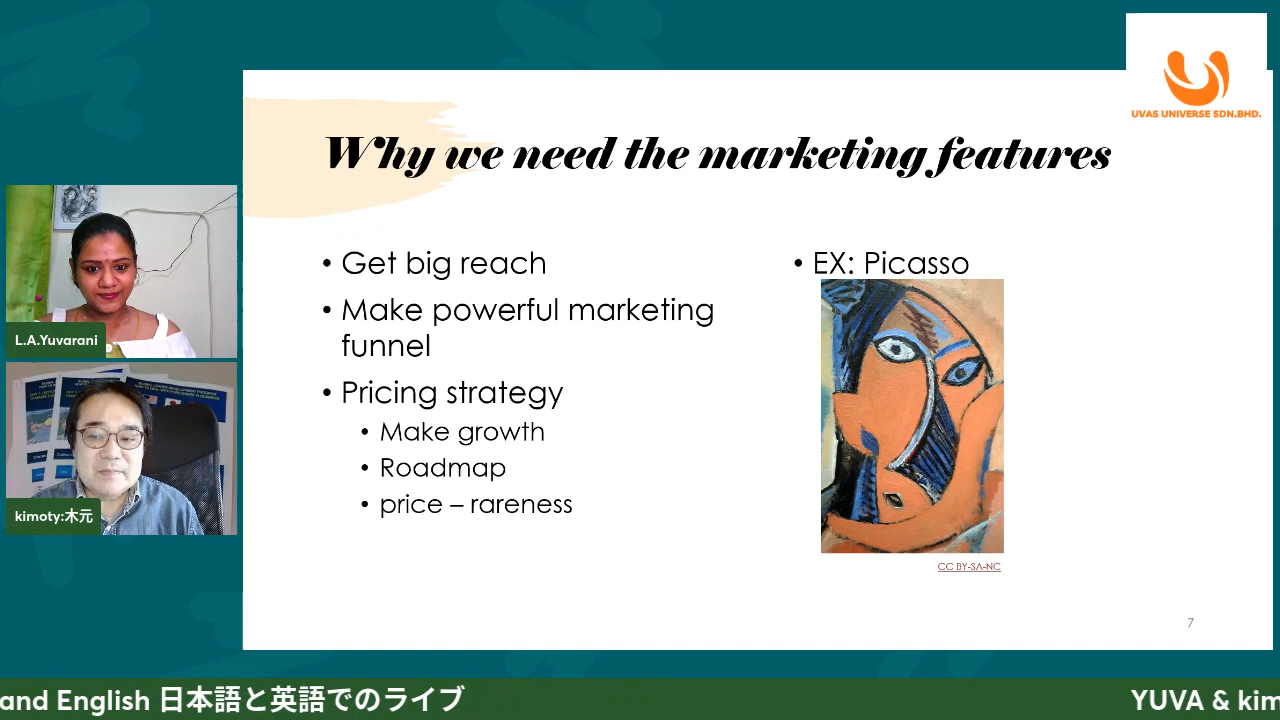 UVAS UNIVERSE SDN.BHD.
Why we need the marketing features
• Get big reach
• Make powerful marketing
funnel
• Pricing strategy
• Make growth
• Roadmap
• price – rareness
• EX: Picasso
CC BY-SA-NC
7
L.A.Yuvarani
kimoty:木元
and English 日本語と英語でのライブ
YUVA & kim